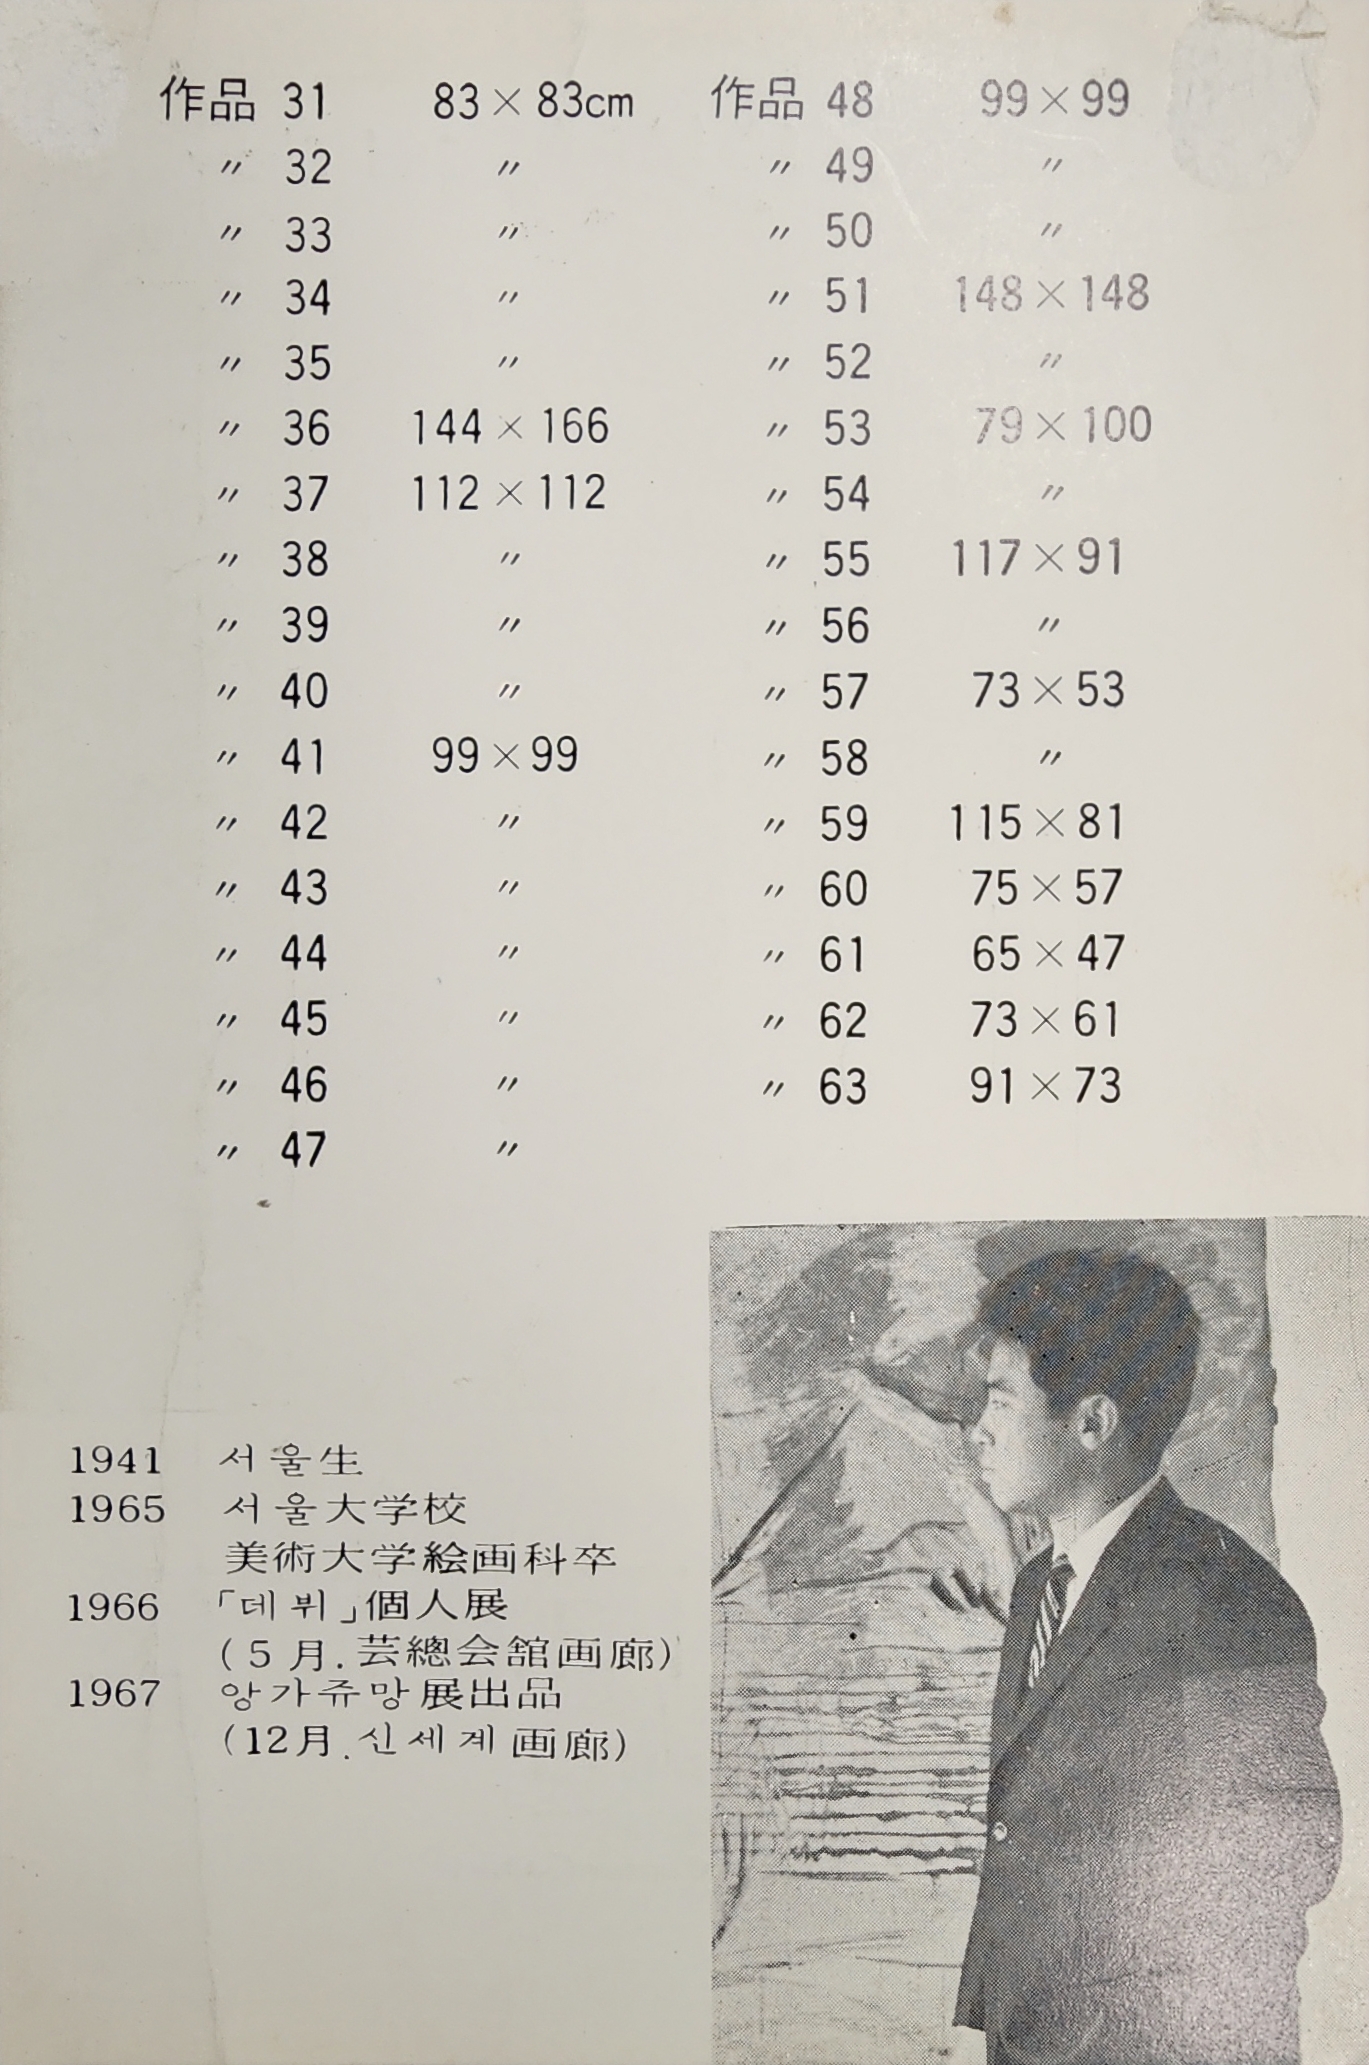 作品 31 83×83cm
〃 32 〃
〃 33 〃
〃 34 〃
〃 35 〃
〃 36 144×166
〃 37 112×112
〃 38 〃
〃 39 〃
〃 40 〃
〃 41 99×99
〃 42 〃
〃 43 〃
〃 44 〃
〃 45 〃
〃 46 〃
〃 47 〃
作品 48 99×99
〃 49 〃
〃 50 〃
〃 51 148×148
〃 52 〃
〃 53 79×100
〃 54 〃
〃 55 117×91
〃 56 〃
〃 57 73×53
〃 58 〃
〃 59 115×81
〃 60 75×57
〃 61 65×47
〃 62 73×61
〃 63 91×73
1941 서울生
1965 서울大学校
美術大学絵画科卒
1966 「데뷔」個人展
(5月.芸總会舘画廊)
1967 앙가쥬망展出品
(12月.신세계画廊)